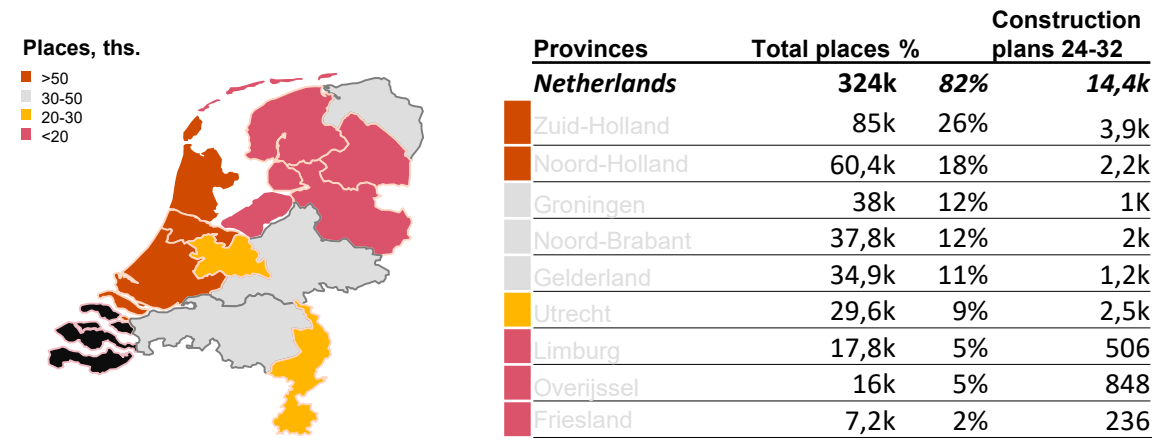 Places, ths.
>50
30-50
20-30
<20
Provinces Total places % Construction plans 24-32
Netherlands 324k 82% 14,4k
Zuid-Holland 85k 26% 3,9k
Noord-Holland 60,4k 18% 2,2k
Groningen 38k 12% 1K
Noord-Brabant 37,8k 12% 2k
Gelderland 34,9k 11% 1,2k
Utrecht 29,6k 9% 2,5k
Limburg 17,8k 5% 506
Overijssel 16k 5% 848
Friesland 7,2k 2% 236